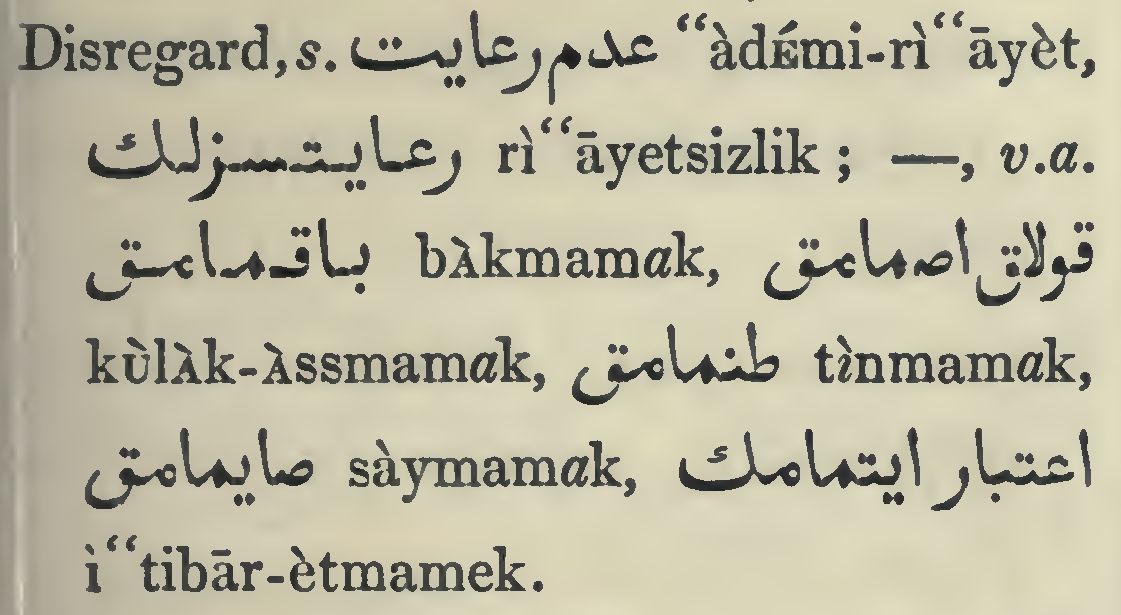 Disregard, s. عدم رعايت “àdÉmi-rì“āyèt,
رعايتسزلك rì“āyetsizlik ; —, v.a.
باقمامق bÀkmamak, قولاق اصمامق
kùlÀk-Àssmamak, طنمامق tìnmamak,
صايمامق sàymamak, اعتبار ايتمامك
ì“tibār-ètmamek.